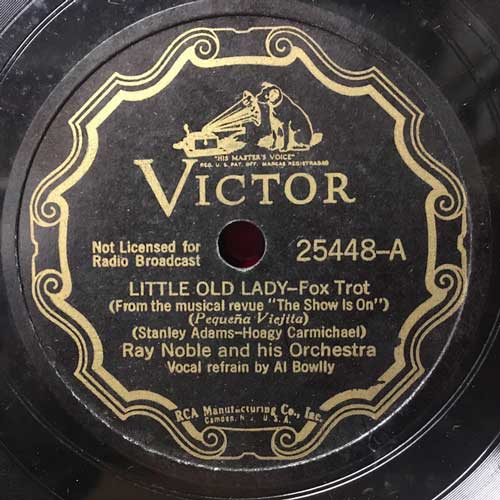 "HIS MASTER'S VOICE"
REG. U.S. PAT. OFF. MARCAS REGISTRADAS
VICTOR
Not Licensed for
Radio Broadcast
25448-A
LITTLE OLD LADY-Fox Trot
(From the musical revue "The Show Is On")
(Pequeña Viejita)
(Stanley Adams-Hoagy Carmichael)
Ray Noble and his Orchestra
Vocal refrain by Al Bowlly
RCA Manufacturing Co., Inc.
Camden, N.J. U.S.A.